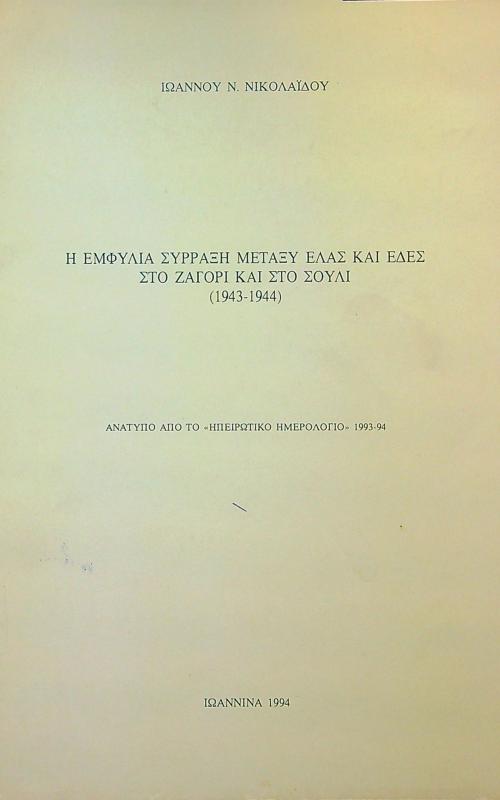 ΙΩΑΝΝΟΥ Ν. ΝΙΚΟΛΑΪΔΟΥ
Η ΕΜΦΥΛΙΑ ΣΥΡΡΑΞΗ ΜΕΤΑΞΥ ΕΛΑΣ ΚΑΙ ΕΔΕΣ
ΣΤΟ ΖΑΓΟΡΙ ΚΑΙ ΣΤΟ ΣΟΥΛΙ
(1943-1944)
ΑΝΑΤΥΠΟ ΑΠΟ ΤΟ «ΗΠΕΙΡΩΤΙΚΟ ΗΜΕΡΟΛΟΓΙΟ» 1993-94
ΙΩΑΝΝΙΝΑ 1994